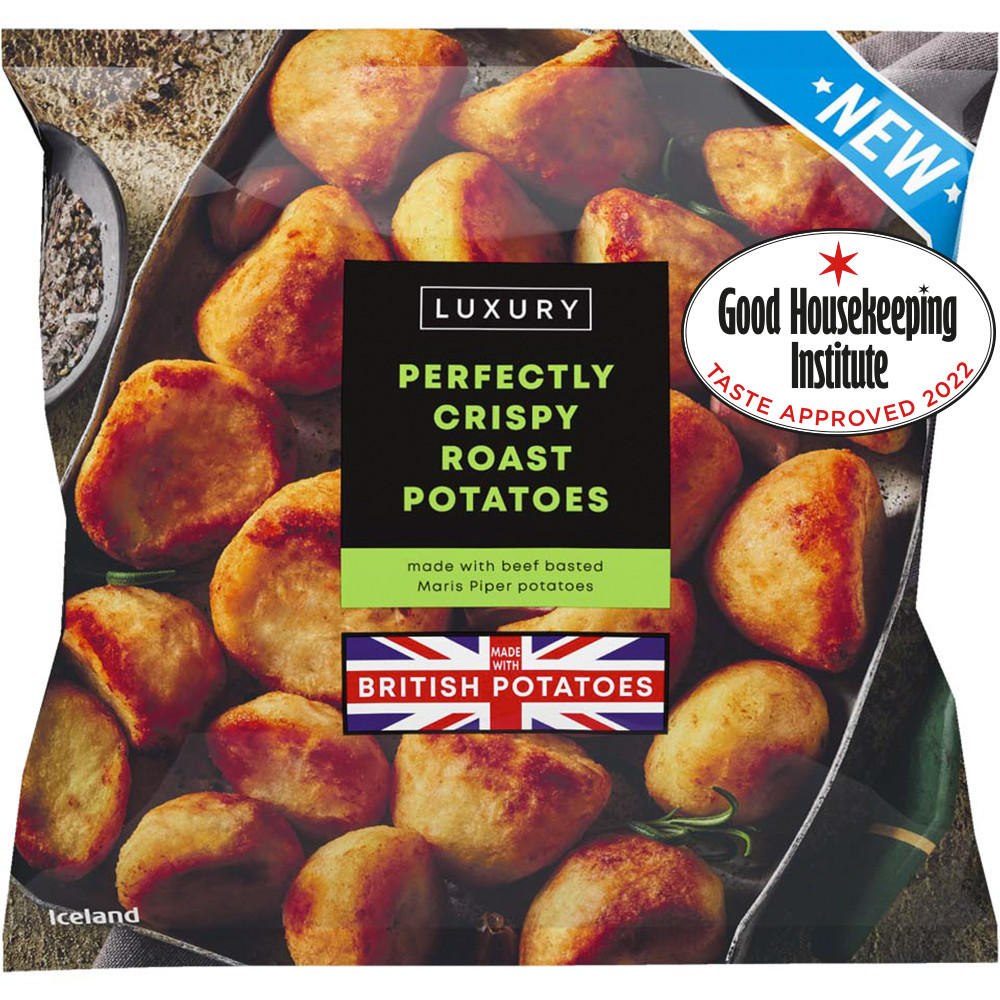 NEW
Good Housekeeping
Institute
TASTE APPROVED 2022
LUXURY
PERFECTLY
CRISPY
ROAST
POTATOES
made with beef basted
Maris Piper potatoes
MADE
WITH
BRITISH POTATOES
Iceland